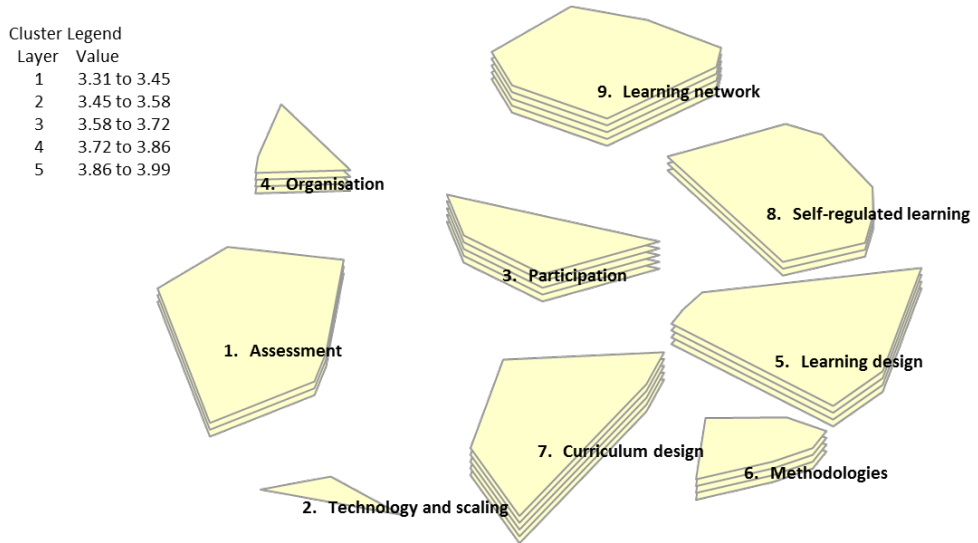 Cluster Legend
Layer Value
1 3.31 to 3.45
2 3.45 to 3.58
3 3.58 to 3.72
4 3.72 to 3.86
5 3.86 to 3.99
9. Learning network
4. Organisation
8. Self-regulated learning
3. Participation
1. Assessment
5. Learning design
7. Curriculum design
6. Methodologies
2. Technology and scaling